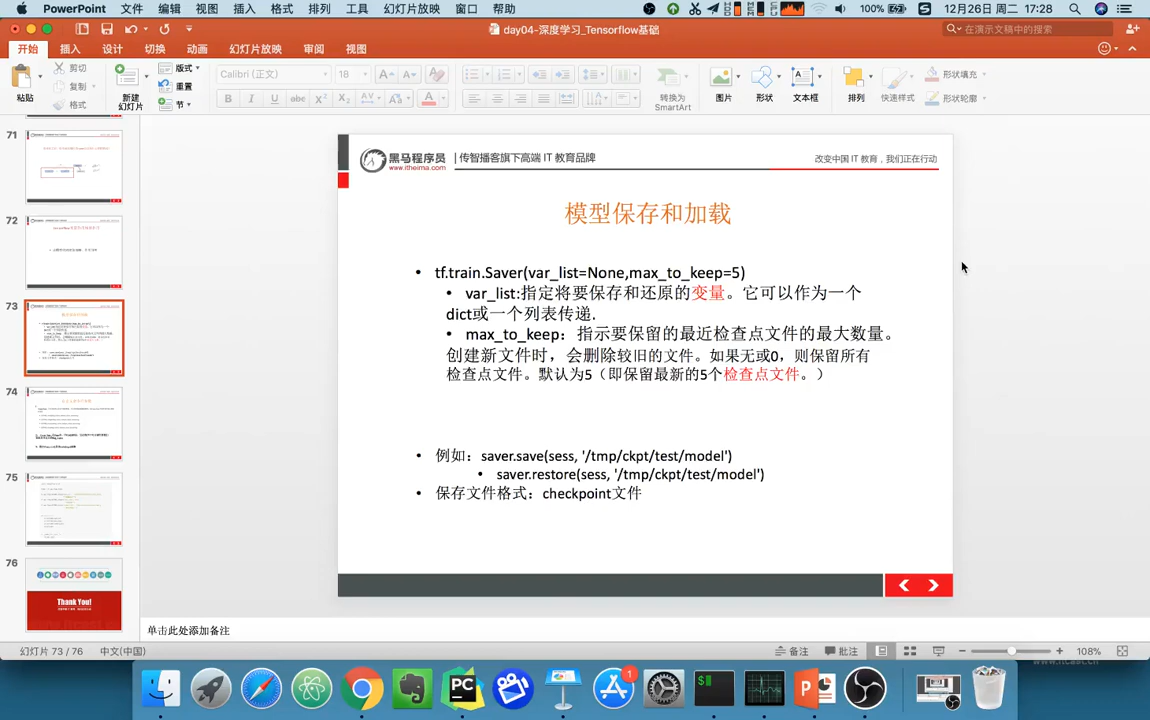 PowerPoint 文件 编辑 视图 插入 格式 排列 工具 幻灯片放映 窗口 帮助 100% 12月26日 周二 17:28
day04-深度学习_Tensorflow基础
在演示文稿中的搜索
开始 插入 设计 切换 动画 幻灯片放映 审阅 视图
粘贴
剪切
复制
格式
新建
幻灯片
版式
重置
节
Calibri (正文) 18
转换为
SmartArt
图片 形状 文本框 排列 快速样式
形状填充
形状轮廓
71
72
73
74
75
76
Thank You!
黑马程序员
www.itheima.com
传智播客旗下高端 IT 教育品牌
改变中国 IT 教育，我们正在行动
模型保存和加载
• tf.train.Saver(var_list=None,max_to_keep=5)
• var_list:指定将要保存和还原的变量。它可以作为一个
dict或一个列表传递.
• max_to_keep：指示要保留的最近检查点文件的最大数量。
创建新文件时，会删除较旧的文件。如果无或0，则保留所有
检查点文件。默认为5（即保留最新的5个检查点文件。）
• 例如：saver.save(sess, '/tmp/ckpt/test/model')
• saver.restore(sess, '/tmp/ckpt/test/model')
• 保存文件格式：checkpoint文件
单击此处添加备注
幻灯片 73 / 76 中文(中国) 备注 批注 108%
www.itcast.cn
PC
1
$
P